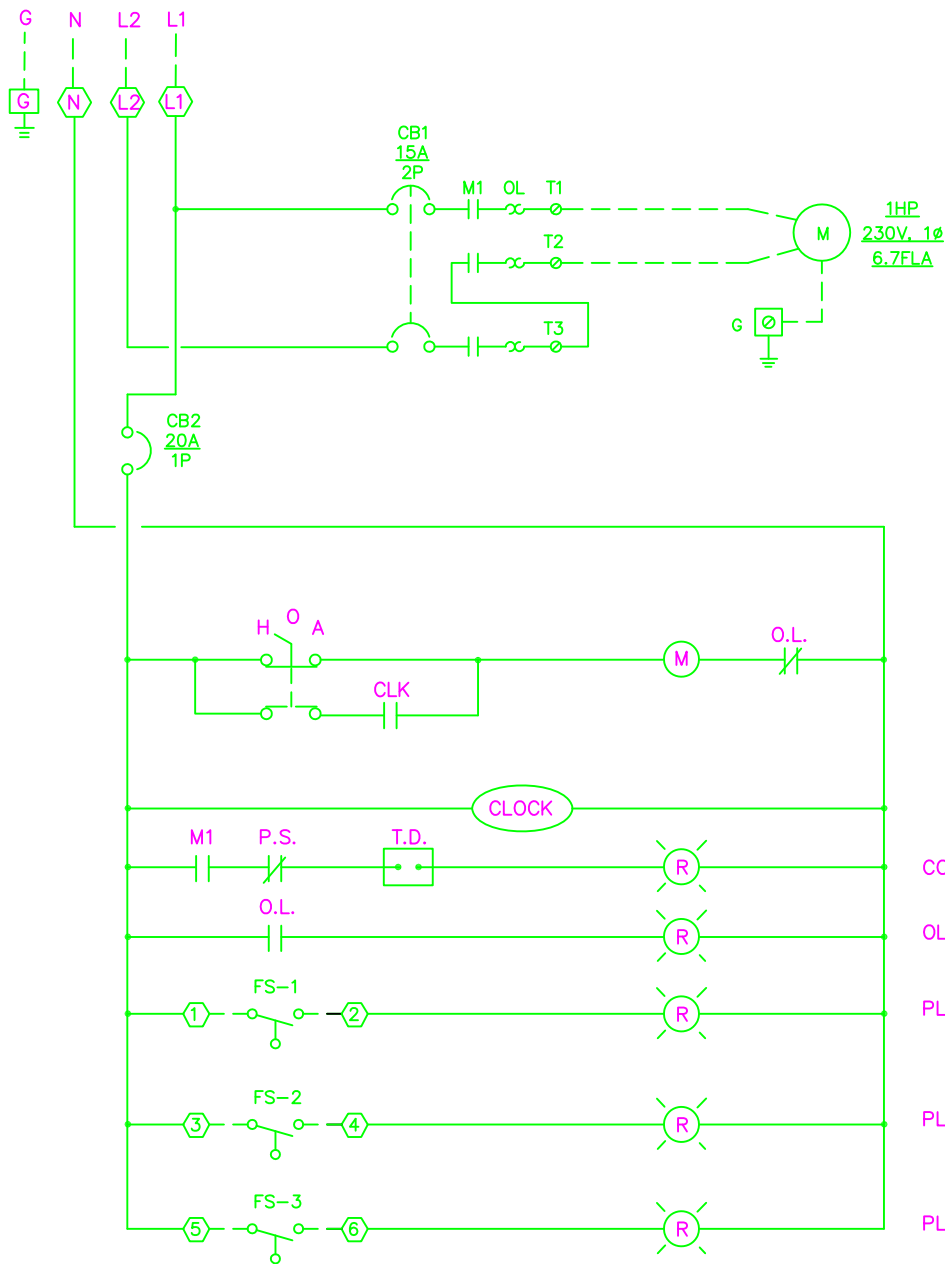 G N L2 L1
G N L2 L1
CB1
15A
2P
M1 OL T1
1HP
230V, 1ø
6.7FLA
M
T2
G
T3
CB2
20A
1P
H O A
M
O.L.
CLK
CLOCK
M1 P.S. T.D.
R
CC
O.L.
R
OL
FS-1
1 2
R
PL
FS-2
3 4
R
PL
FS-3
5 6
R
PL